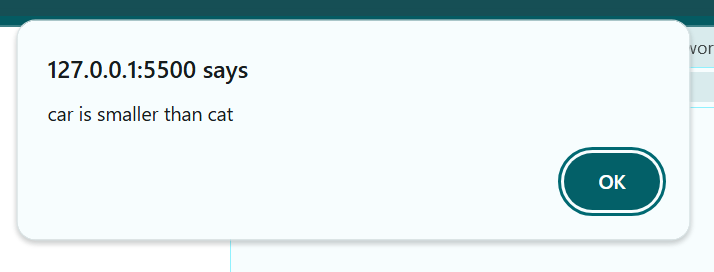 127.0.0.1:5500 says
car is smaller than cat
OK